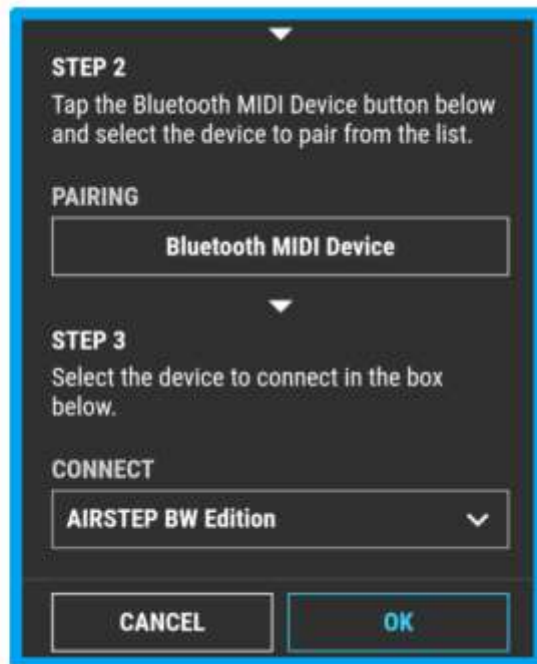 STEP 2
Tap the Bluetooth MIDI Device button below
and select the device to pair from the list.
PAIRING
Bluetooth MIDI Device
STEP 3
Select the device to connect in the box
below.
CONNECT
AIRSTEP BW Edition
CANCEL
OK